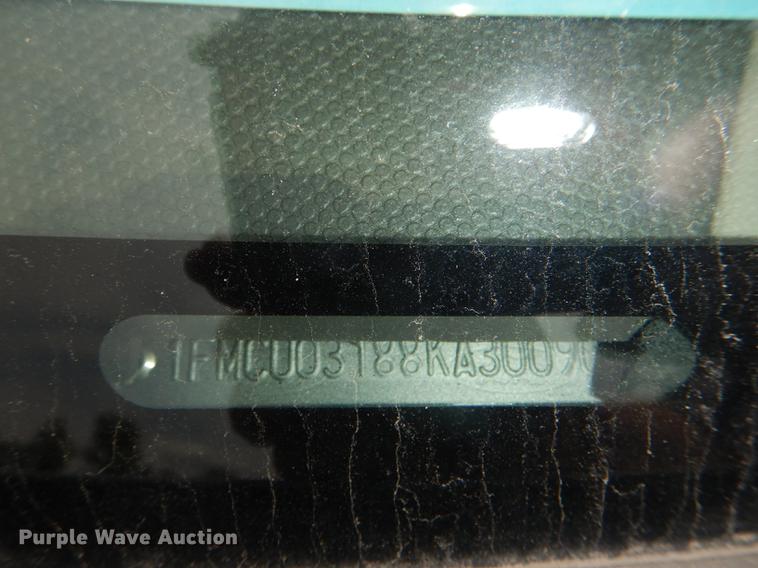 1FMCU03188KA3009
Purple Wave Auction